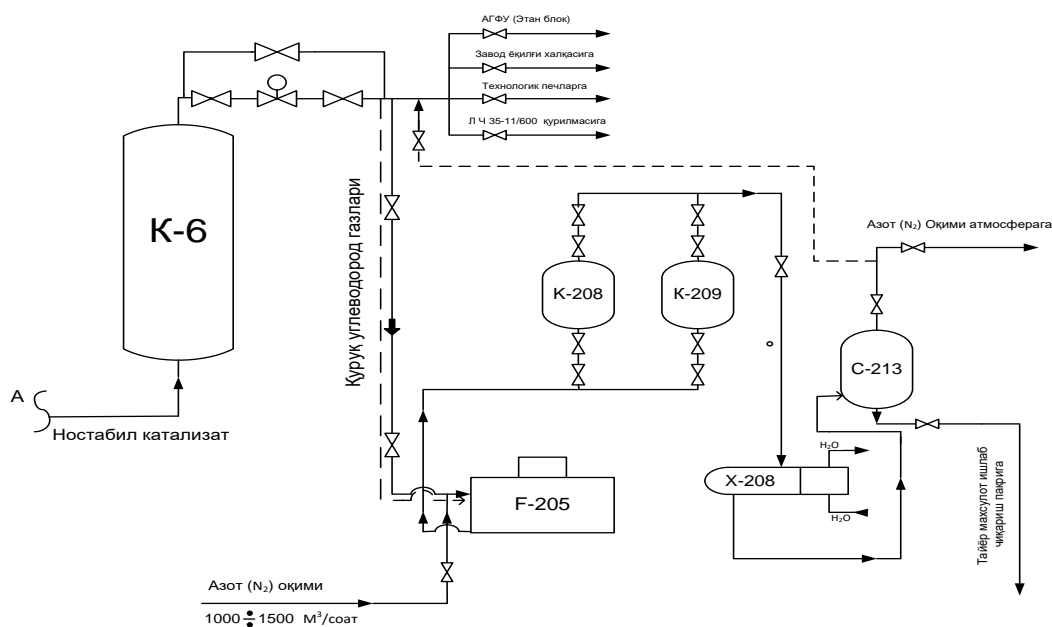 АГФУ (Этан блок)
Завод ёқилғи халқасига
Технологик печларга
Л Ч 35-11/600 қурилмасига
К-6
Қуруқ углеводород газлари
Азот (N₂) Оқими атмосферага
К-208
К-209
С-213
А
Ностабил катализат
Х-208
H₂O
H₂O
F-205
Тайёр махсулот ишлаб
чиқариш паркига
Азот (N₂) оқими
1000 ÷ 1500 М³/соат